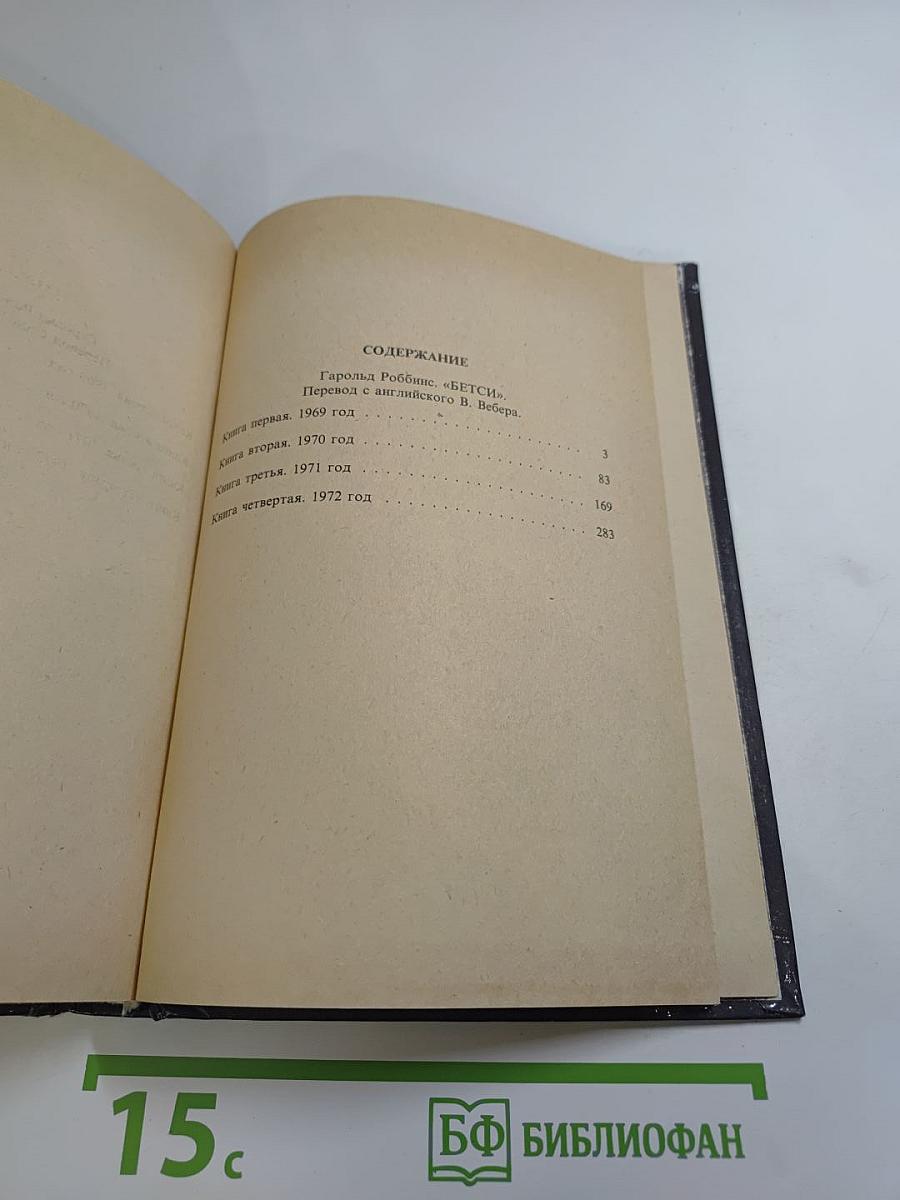 СОДЕРЖАНИЕ
Гарольд Роббинс. «БЕТСИ».
Перевод с английского В. Вебера.
Книга первая. 1969 год . . . . . . . . . . . . . . . . . . . . 3
Книга вторая. 1970 год . . . . . . . . . . . . . . . . . . . . 83
Книга третья. 1971 год . . . . . . . . . . . . . . . . . . . . 169
Книга четвертая. 1972 год . . . . . . . . . . . . . . . . . . 283
15 с
БФ БИБЛИОФАН